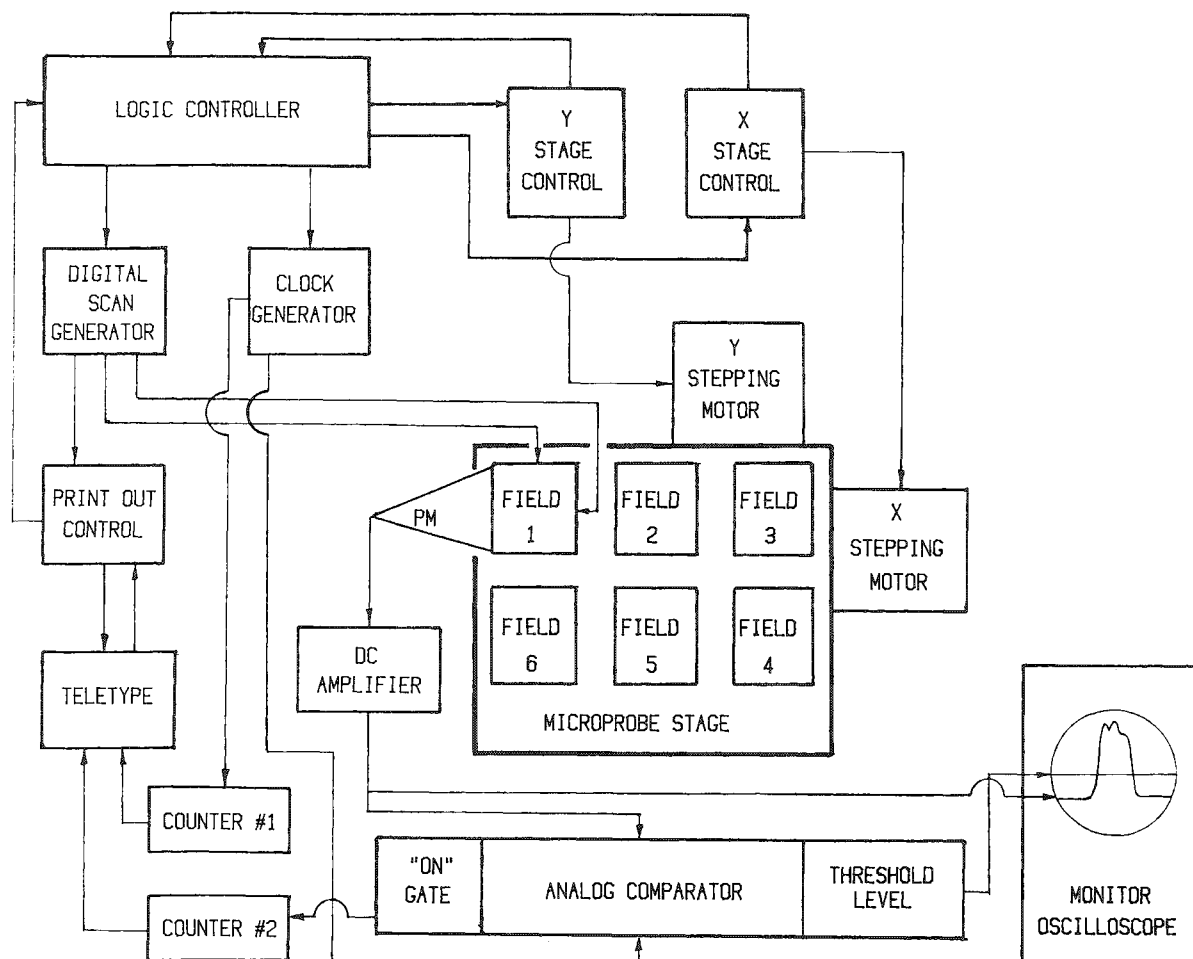 LOGIC CONTROLLER
Y
STAGE
CONTROL
X
STAGE
CONTROL
DIGITAL
SCAN
GENERATOR
CLOCK
GENERATOR
Y
STEPPING
MOTOR
PRINT OUT
CONTROL
PM
FIELD
1
FIELD
2
FIELD
3
X
STEPPING
MOTOR
FIELD
6
FIELD
5
FIELD
4
DC
AMPLIFIER
TELETYPE
MICROPROBE STAGE
COUNTER #1
"ON"
GATE
ANALOG COMPARATOR
THRESHOLD
LEVEL
MONITOR
OSCILLOSCOPE
COUNTER #2